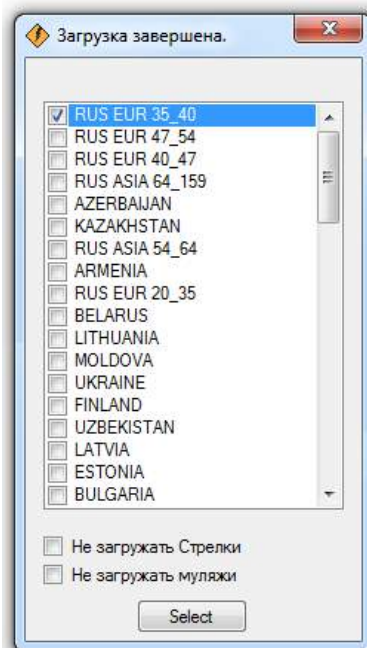 Загрузка завершена.
RUS EUR 35_40
RUS EUR 47_54
RUS EUR 40_47
RUS ASIA 64_159
AZERBAIJAN
KAZAKHSTAN
RUS ASIA 54_64
ARMENIA
RUS EUR 20_35
BELARUS
LITHUANIA
MOLDOVA
UKRAINE
FINLAND
UZBEKISTAN
LATVIA
ESTONIA
BULGARIA
Не загружать Стрелки
Не загружать муляжи
Select